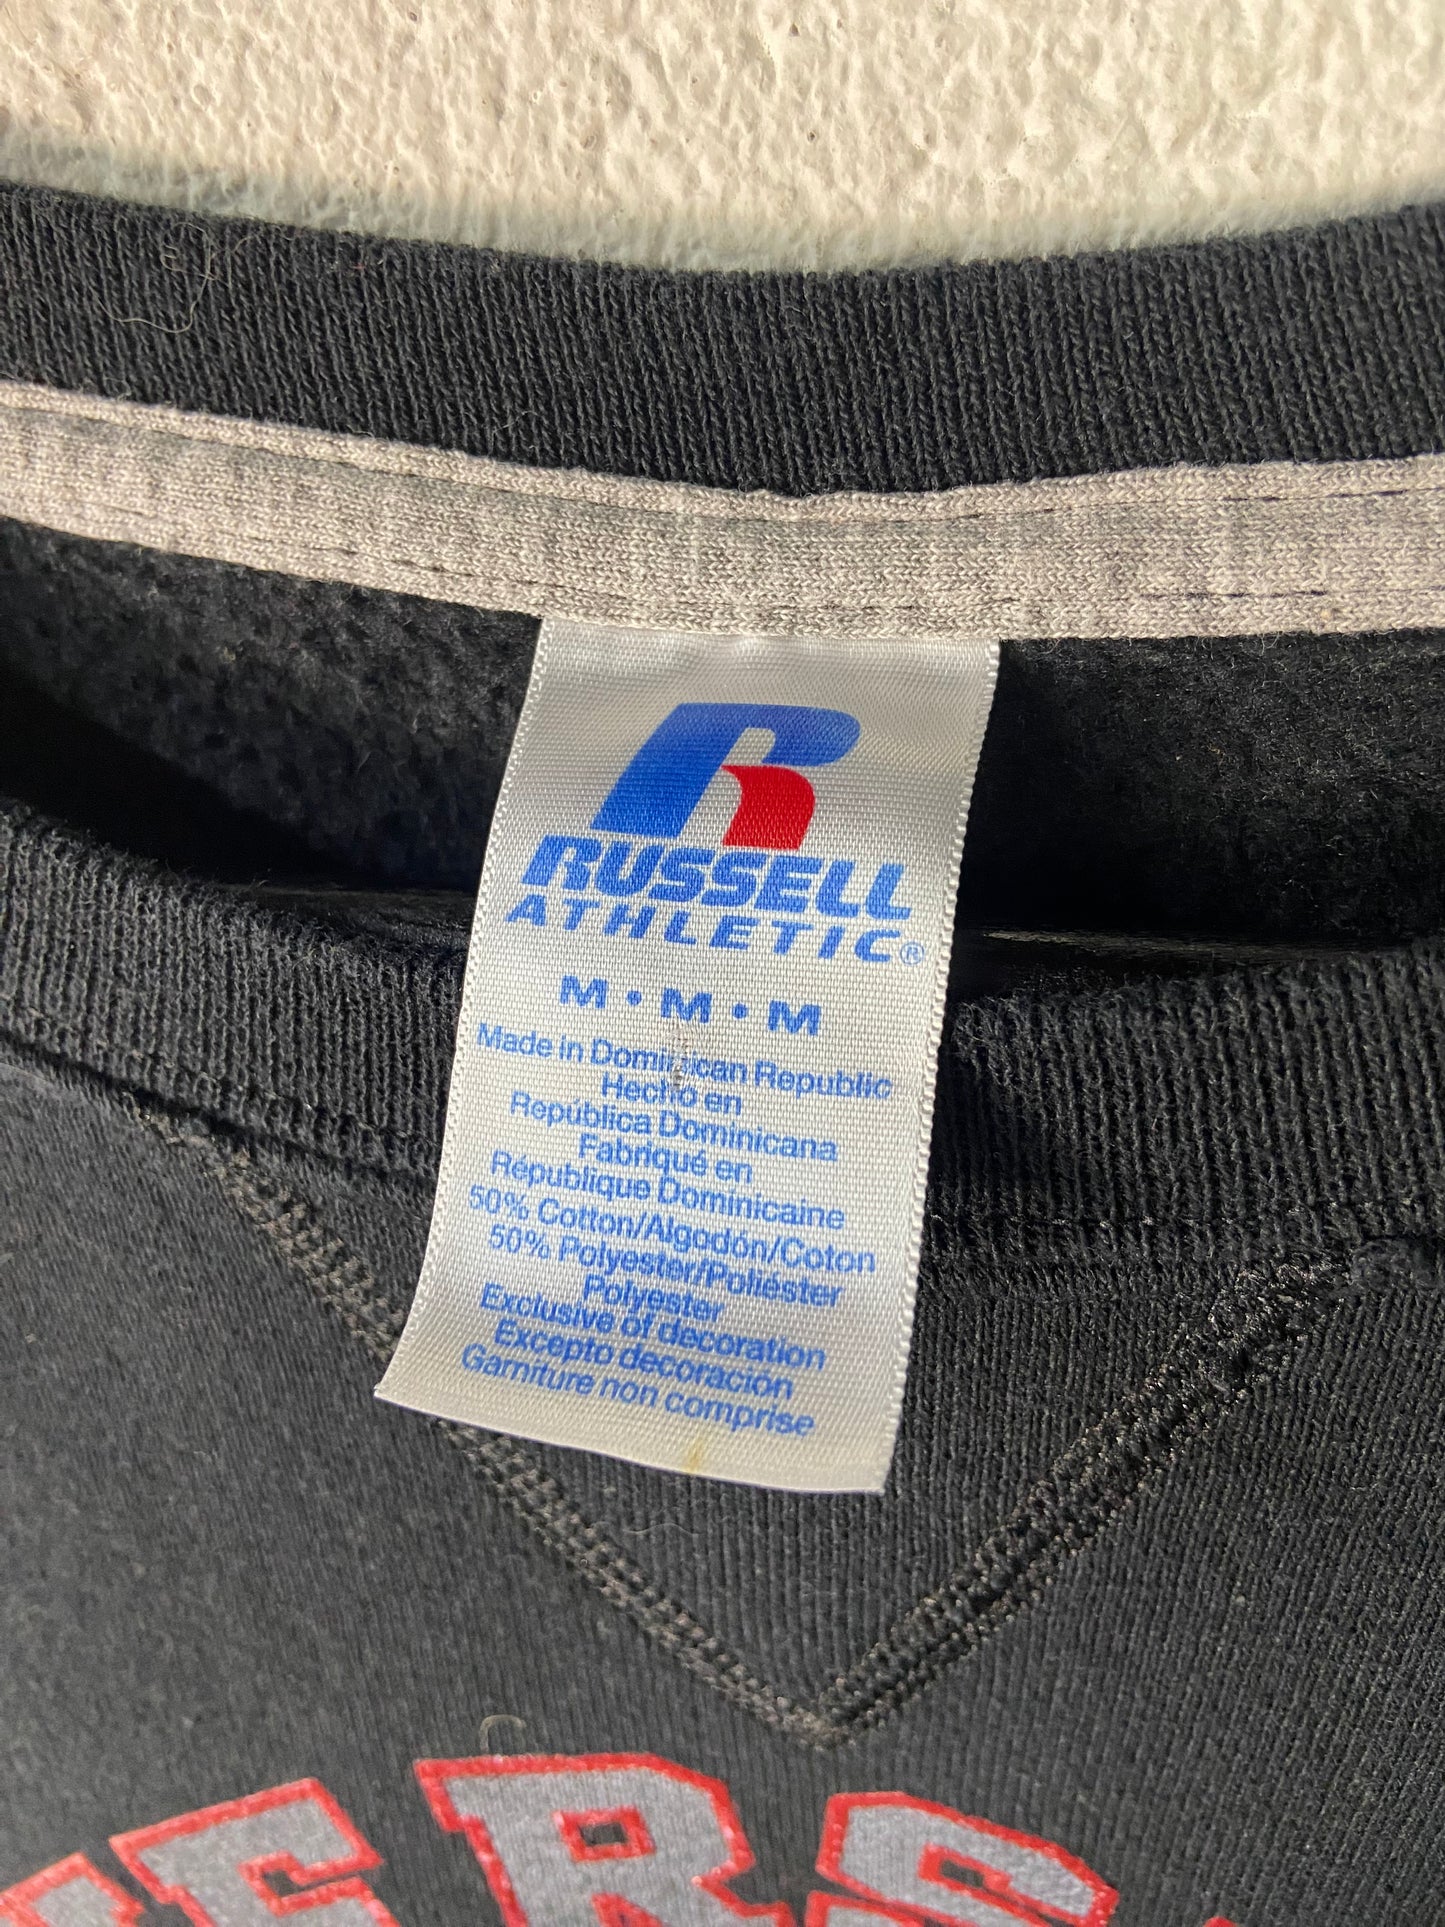 R
RUSSELL
ATHLETIC®
M • M • M
Made in Dominican Republic
Hecho en
República Dominicana
Fabriqué en
République Dominicaine
50% Cotton/Algodón/Coton
50% Polyester/Poliéster
Polyester
Exclusive of decoration
Excepto decoración
Garniture non comprise
ERS